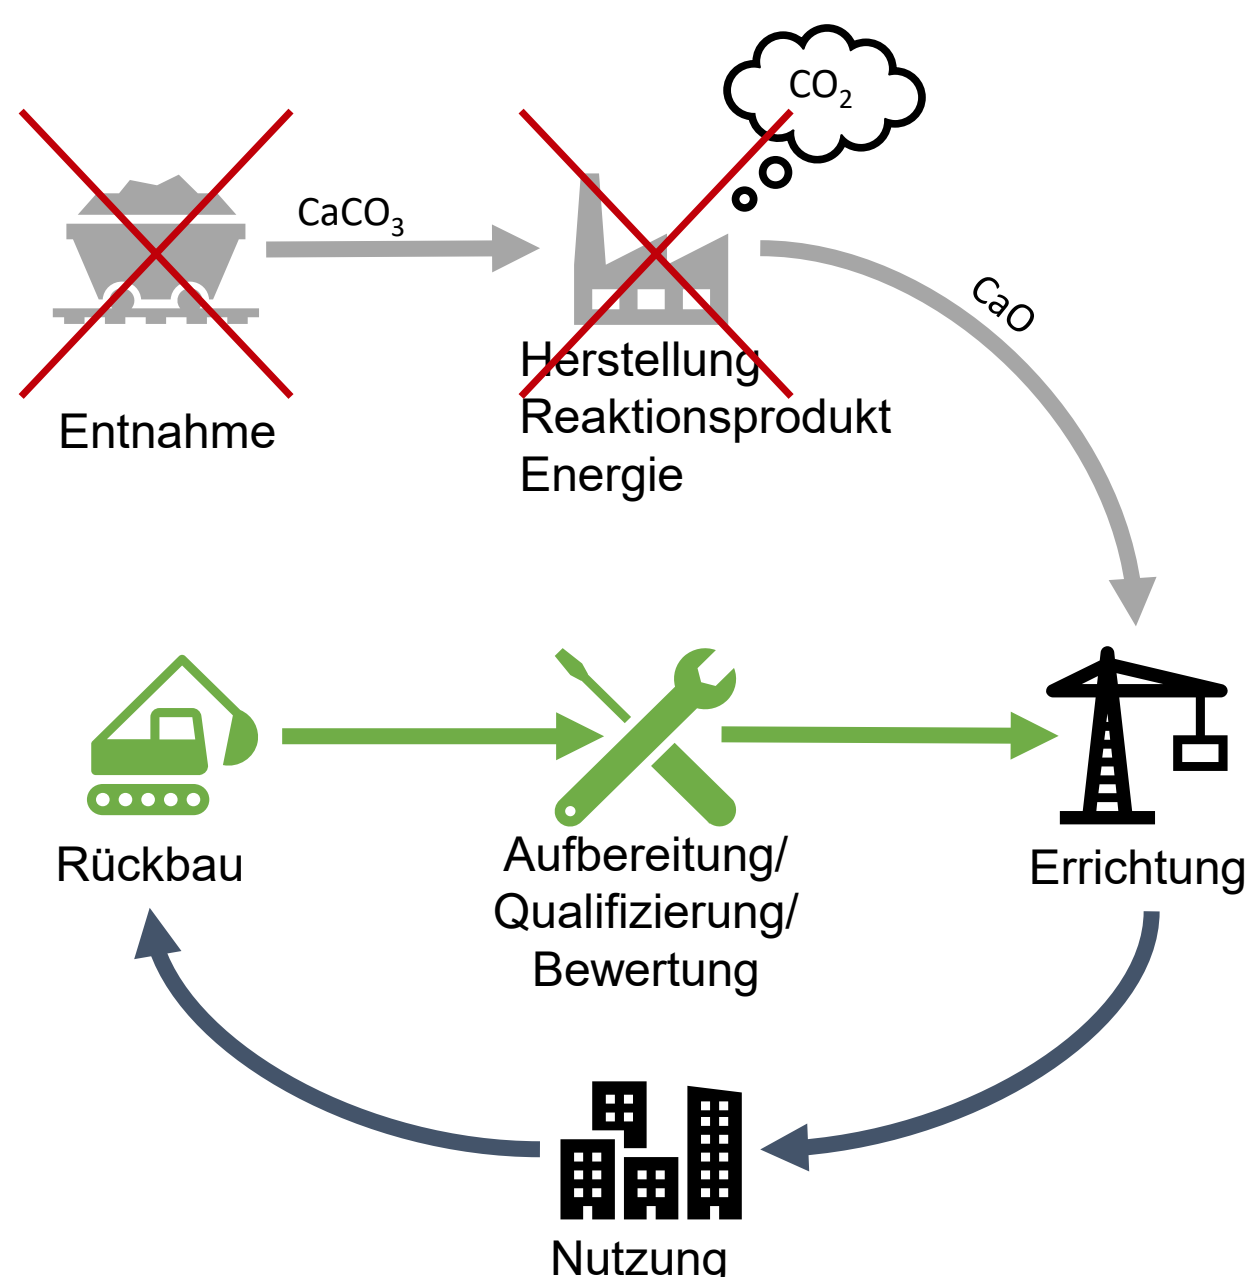 CO₂
CaCO₃
CaO
Entnahme
Herstellung
Reaktionsprodukt
Energie
Rückbau
Aufbereitung/
Qualifizierung/
Bewertung
Errichtung
Nutzung